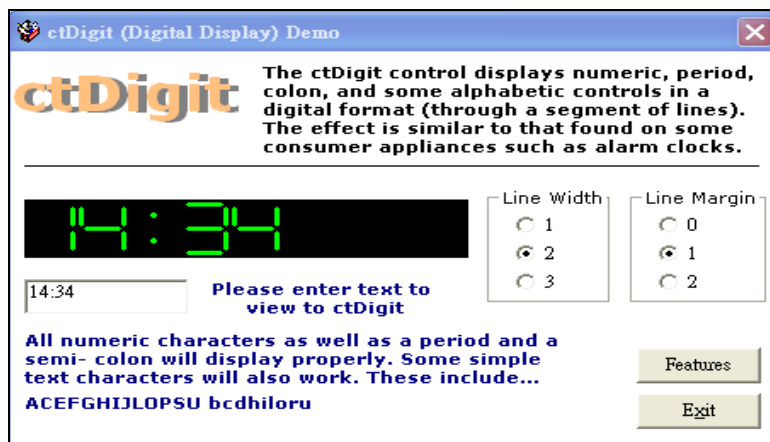 ctDigit (Digital Display) Demo
ctDigit
The ctDigit control displays numeric, period,
colon, and some alphabetic controls in a
digital format (through a segment of lines).
The effect is similar to that found on some
consumer appliances such as alarm clocks.
14:34
Line Width
1
2
3
Line Margin
0
1
2
14:34
Please enter text to
view to ctDigit
All numeric characters as well as a period and a
semi- colon will display properly. Some simple
text characters will also work. These include...
ACEFGHIJLOPSU bcdhiloru
Features
Exit